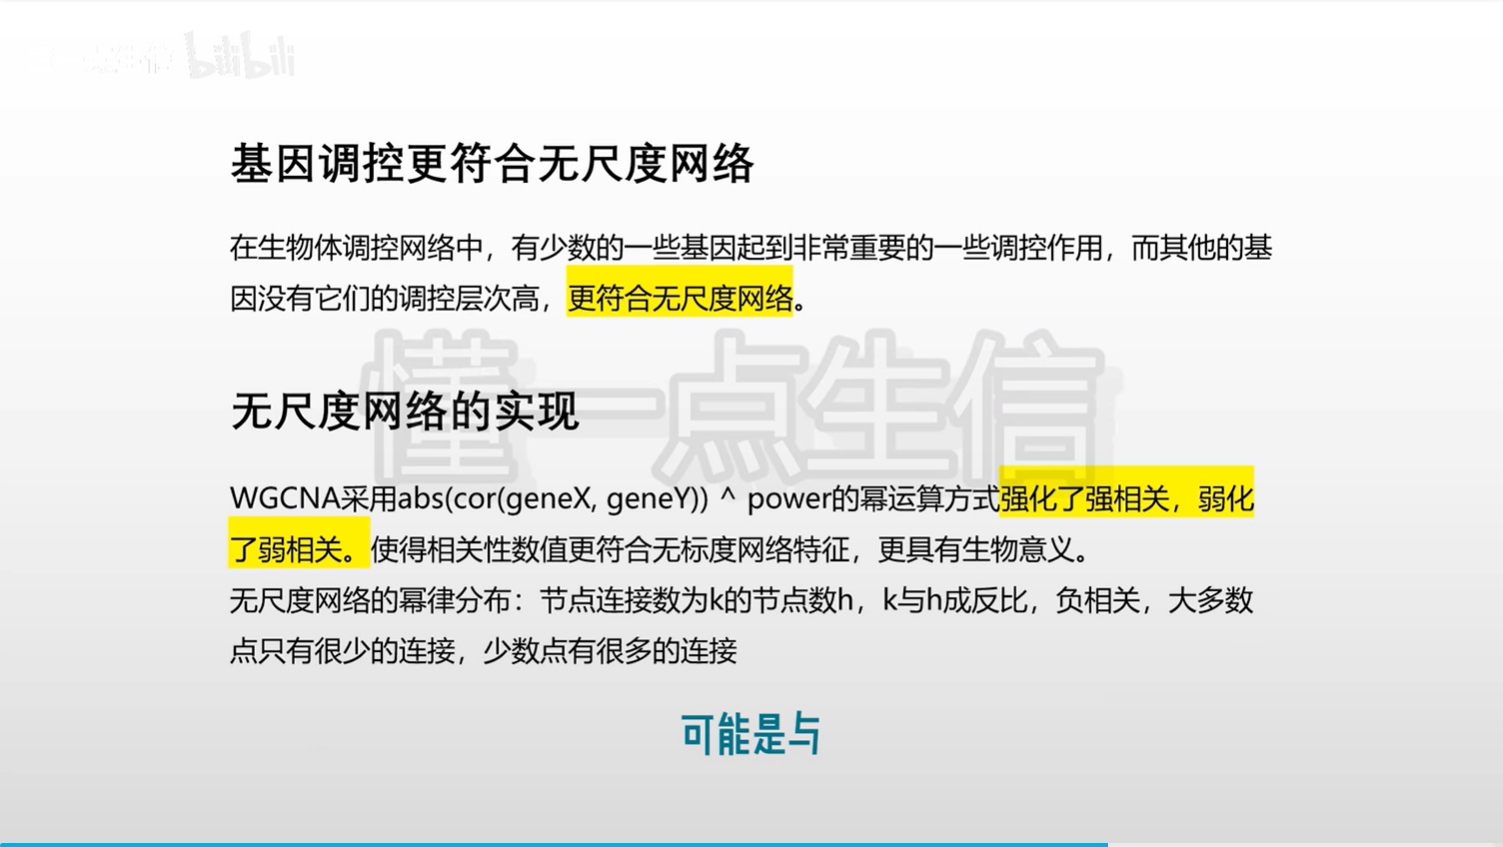 bilibili
基因调控更符合无尺度网络
在生物体调控网络中，有少数的一些基因起到非常重要的一些调控作用，而其他的基
因没有它们的调控层次高，更符合无尺度网络。
懂一点生信
无尺度网络的实现
WGCNA采用abs(cor(geneX, geneY)) ^ power的幂运算方式强化了强相关，弱化
了弱相关。使得相关性数值更符合无标度网络特征，更具有生物意义。
无尺度网络的幂律分布：节点连接数为k的节点数h，k与h成反比，负相关，大多数
点只有很少的连接，少数点有很多的连接
可能是与